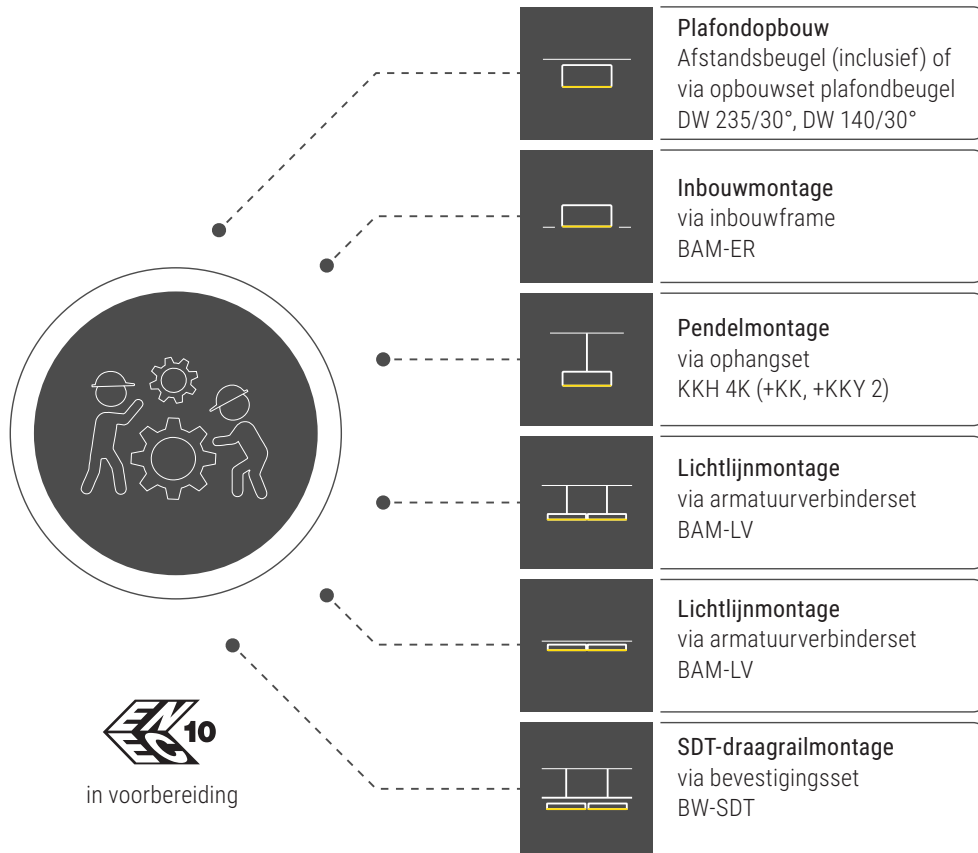 Plafondopbouw
Afstandsbeugel (inclusief) of
via opbouwset plafondbeugel
DW 235/30°, DW 140/30°
Inbouwmontage
via inbouwframe
BAM-ER
Pendelmontage
via ophangset
KKH 4K (+KK, +KKY 2)
Lichtlijnmontage
via armatuurverbinderset
BAM-LV
Lichtlijnmontage
via armatuurverbinderset
BAM-LV
SDT-draagrailmontage
via bevestigingsset
BW-SDT
EN
EC
10
in voorbereiding